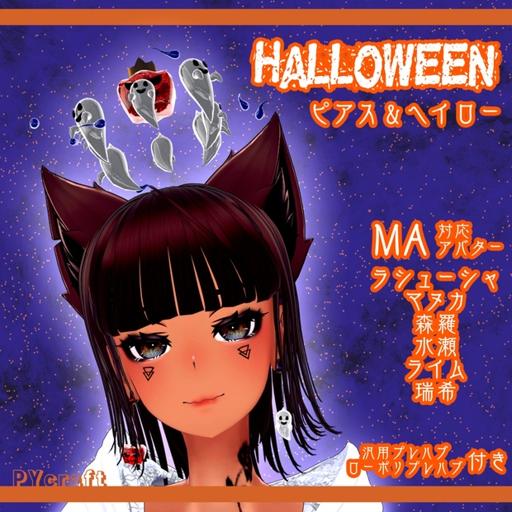 HALLOWEEN
ピアス&ヘイロー
MA 対応アバター
ラシューシャ
マヌカ
森羅
水瀬
ライム
瑞希
汎用プレハブ
ローポリプレハブ 付き
PYcraft